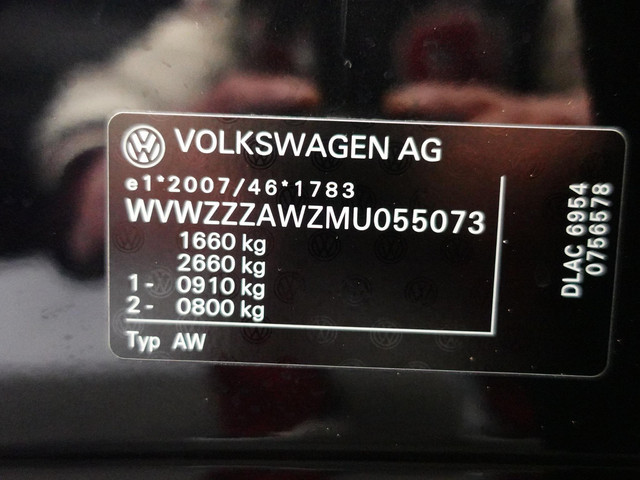 VOLKSWAGEN AG
e1*2007/46*1783
WVWZZZAWZMU055073
1660 kg
2660 kg
1- 0910 kg
2- 0800 kg
Typ AW
DLAC 6954
0756578